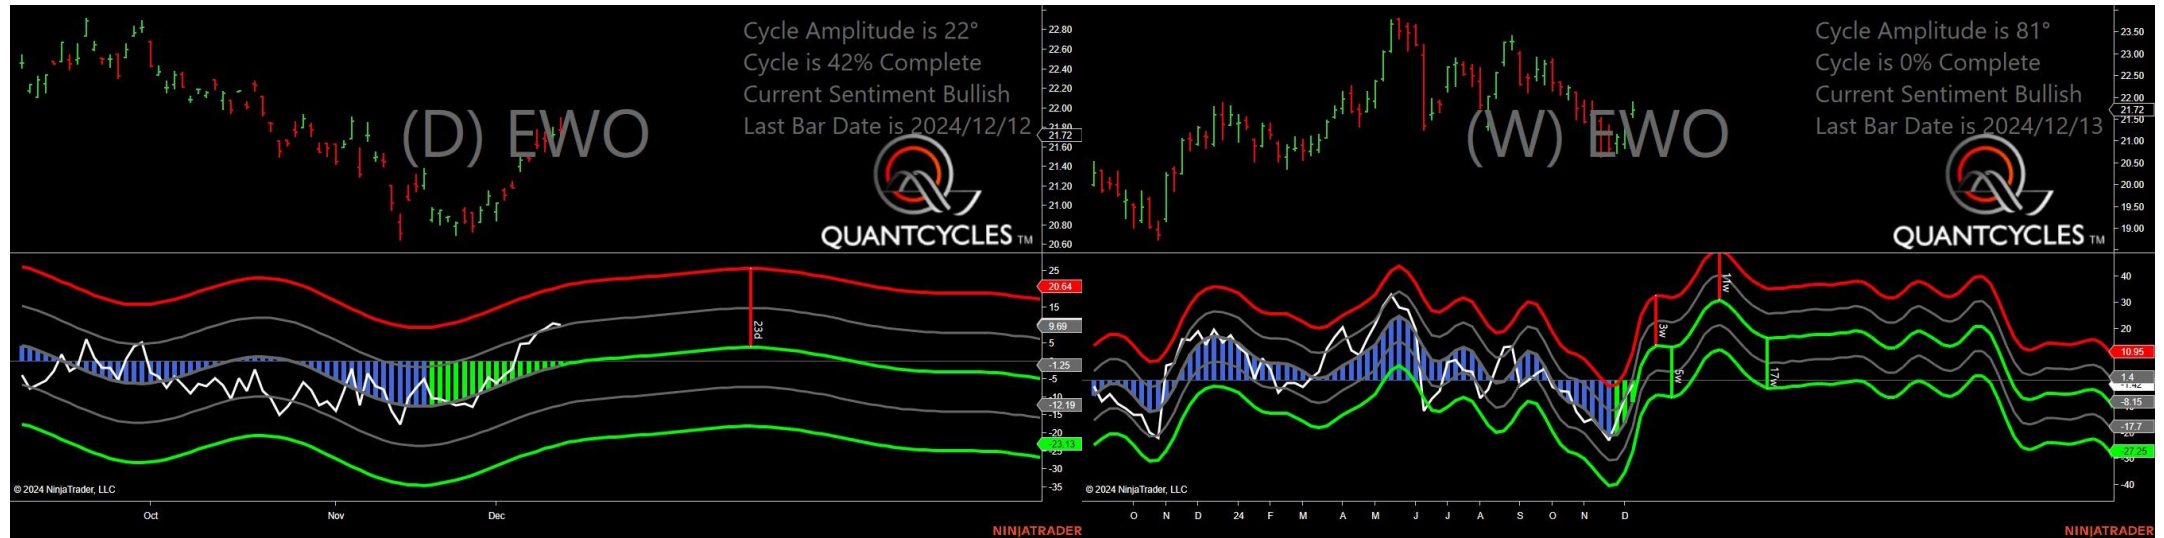 Cycle Amplitude is 22°
Cycle is 42% Complete
Current Sentiment Bullish
Last Bar Date is 2024/12/12
(D) EWO
QUANTCYCLES TM
22.80
22.60
22.40
22.20
22.00
21.80
21.72
21.60
21.40
21.20
21.00
20.80
20.60
25
20.64
15
9.69
5
-1.25
-5
-10
-12.19
-15
-20
-23.13
-25
-30
-35
23d
© 2024 NinjaTrader, LLC
Oct Nov Dec
NINJATRADER
Cycle Amplitude is 81°
Cycle is 0% Complete
Current Sentiment Bullish
Last Bar Date is 2024/12/13
(W) EWO
QUANTCYCLES TM
23.50
23.00
22.50
22.00
21.72
21.50
21.00
20.50
20.00
19.50
19.00
11w
3w
5w
17w
40
30
20
10.95
1.4
-1.42
-8.15
-17.7
-27.25
-40
© 2024 NinjaTrader, LLC
O N D 24 F M A M J J A S O N D
NINJATRADER